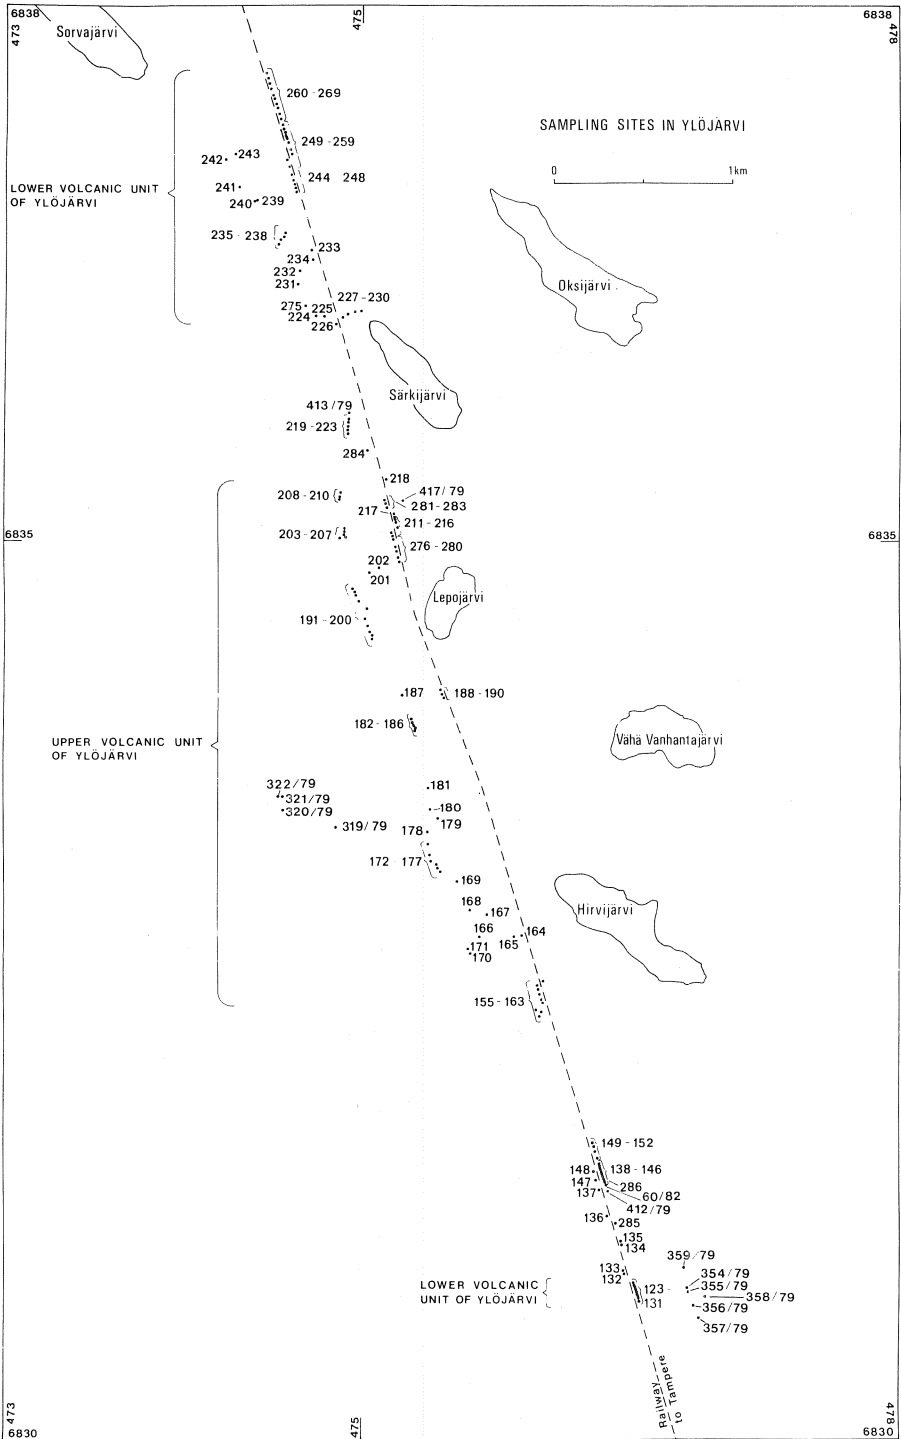 6838
473
475
6838
478
Sorvajärvi
260 - 269
SAMPLING SITES IN YLÖJÄRVI
249 - 259
242
243
0
1km
244 248
LOWER VOLCANIC UNIT
OF YLÖJÄRVI
241
240
239
235 - 238
233
234
232
231
Oksijärvi
227 - 230
275
225
224
226
Särkijärvi
413/79
219 - 223
284
218
208 - 210
417/79
281 - 283
217
211 - 216
203 - 207
6835
6835
276 - 280
202
201
Lepojärvi
191 - 200
187
188 - 190
182 - 186
UPPER VOLCANIC UNIT
OF YLÖJÄRVI
Vähä Vanhantajärvi
322/79
321/79
320/79
319/79
181
180
179
178
172 - 177
169
168
167
Hirvijärvi
166
164
165
171
170
155 - 163
149 - 152
148
138 - 146
147
286
137
60/82
412/79
136
285
135
134
359/79
133
132
354/79
355/79
LOWER VOLCANIC
UNIT OF YLÖJÄRVI
123 -
131
358/79
356/79
357/79
Railway
to Tampere
473
6830
475
478
6830